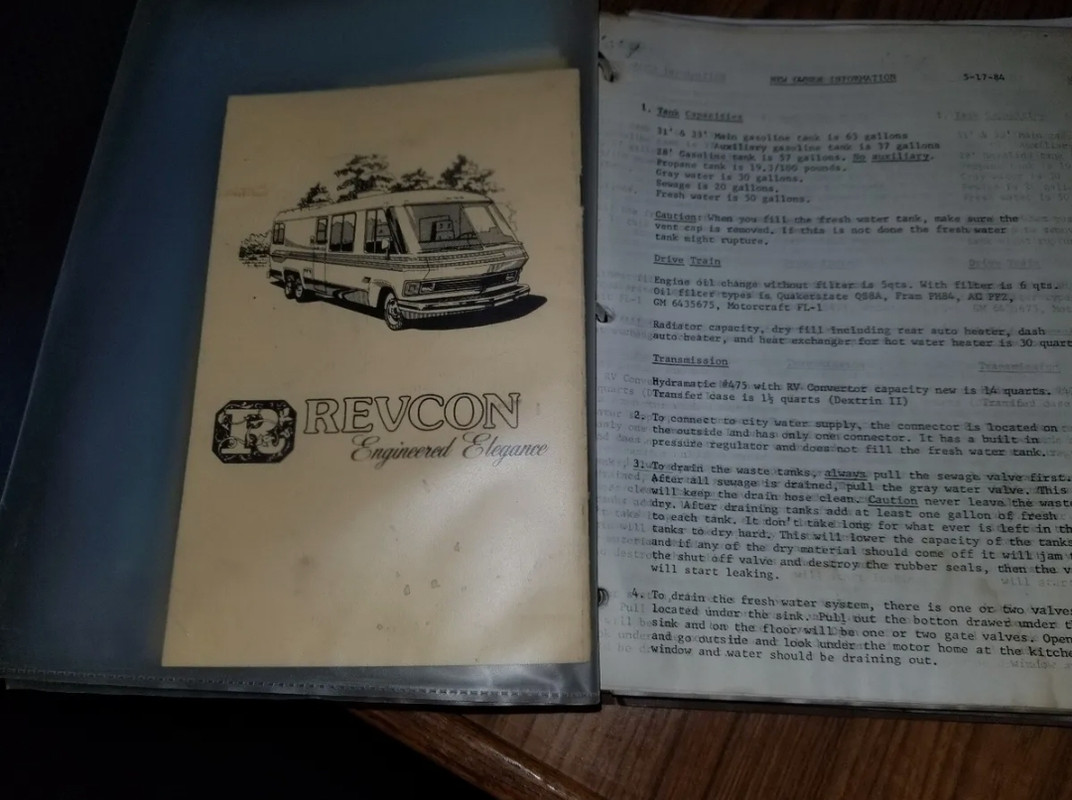 REVCON
Engineered Elegance
NEW OWNER INFORMATION 5-17-84
1. Tank Capacities
31' & 33' Main gasoline tank is 65 gallons
Auxiliary gasoline tank is 37 gallons
28' Gasoline tank is 57 gallons. No auxiliary.
Propane tank is 19.3/100 pounds.
Gray water is 30 gallons.
Sewage is 20 gallons.
Fresh water is 50 gallons.
Caution: When you fill the fresh water tank, make sure the
vent cap is removed. If this is not done the fresh water
tank might rupture.
Drive Train
Engine oil change without filter is 5qts. With filter is 6 qts.
Oil filter types is Quakerstate QS8A, Fram PH84, AC PF2,
GM 6435675, Motorcraft FL-1
Radiator capacity, dry fill including rear auto heater, dash
auto heater, and heat exchanger for hot water heater is 30 quart
Transmission
Hydramatic #475 with RV Convertor capacity new is 14 quarts.
Transfer case is 1½ quarts (Dextrin II)
2. To connect to city water supply, the connector is located on
the outside and has only one connector. It has a built in
pressure regulator and does not fill the fresh water tank.
3. To drain the waste tanks, always pull the sewage valve first.
After all sewage is drained, pull the gray water valve. This
will keep the drain hose clean. Caution never leave the waste
dry. After draining tanks add at least one gallon of fresh
to each tank. It don't take long for what ever is left in th
tanks to dry hard. This will lower the capacity of the tanks
and if any of the dry material should come off it will jam t
the shut off valve and destroy the rubber seals, then the v
will start leaking.
4. To drain the fresh water system, there is one or two valve
located under the sink. Pull out the botton drawer under t
sink and on the floor will be one or two gate valves. Open
and go outside and look under the motor home at the kitche
window and water should be draining out.